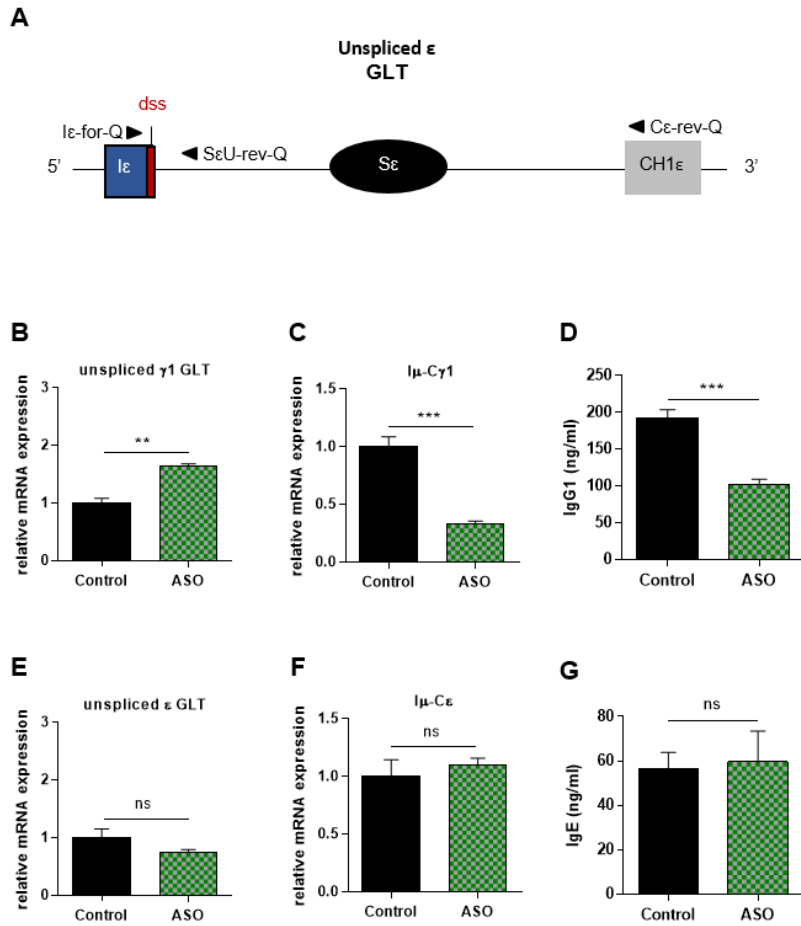 A
Unspliced ε
GLT
dss
Iε-for-Q
SεU-rev-Q
Cε-rev-Q
5'
Iε
Sε
CH1ε
3'
B
unspliced γ1 GLT
relative mRNA expression
3
2
1
0
**
Control
ASO
C
Iμ-Cγ1
relative mRNA expression
1.5
1.0
0.5
0.0
***
Control
ASO
D
IgG1 (ng/ml)
250
200
150
100
50
0
***
Control
ASO
E
unspliced ε GLT
relative mRNA expression
3
2
1
0
ns
Control
ASO
F
Iμ-Cε
relative mRNA expression
1.5
1.0
0.5
0.0
ns
Control
ASO
G
IgE (ng/ml)
80
60
40
20
0
ns
Control
ASO